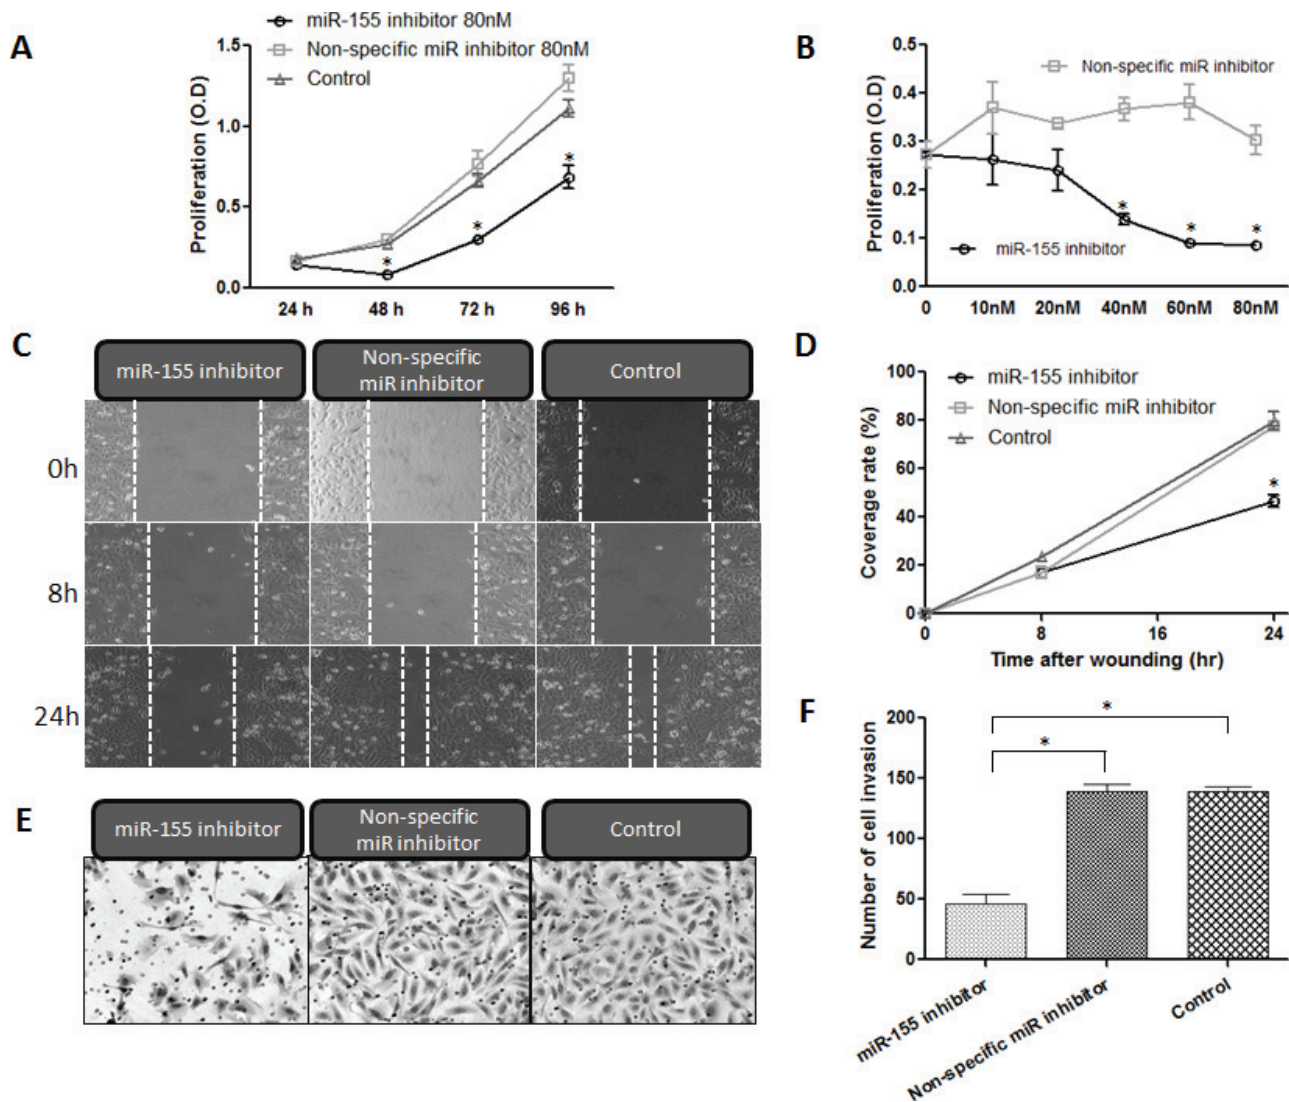 A
miR-155 inhibitor 80nM
Non-specific miR inhibitor 80nM
Control
Proliferation (O.D)
1.5
1.0
0.5
0.0
24 h 48 h 72 h 96 h
*
*
*
B
Non-specific miR inhibitor
miR-155 inhibitor
Proliferation (O.D)
0.5
0.4
0.3
0.2
0.1
0.0
0 10nM 20nM 40nM 60nM 80nM
* * *
C
miR-155 inhibitor
Non-specific
miR inhibitor
Control
0h
8h
24h
D
miR-155 inhibitor
Non-specific miR inhibitor
Control
Coverage rate (%)
100
80
60
40
20
0
0 8 16 24
Time after wounding (hr)
*
E
miR-155 inhibitor
Non-specific
miR inhibitor
Control
F
Number of cell invasion
200
150
100
50
0
*
*
miR-155 inhibitor
Non-specific miR inhibitor
Control